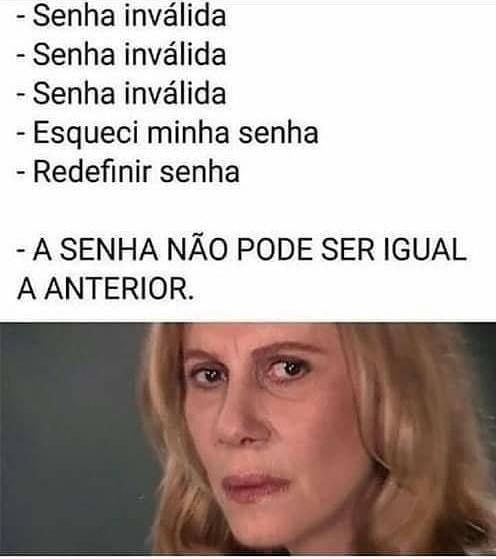 - Senha inválida
- Senha inválida
- Senha inválida
- Esqueci minha senha
- Redefinir senha
- A SENHA NÃO PODE SER IGUAL
A ANTERIOR.